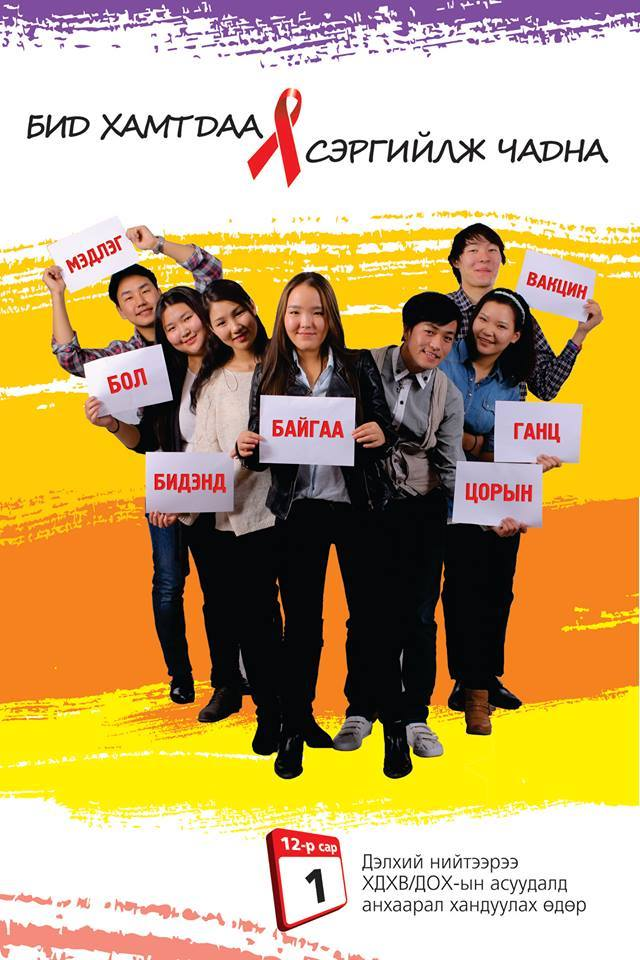 БИД ХАМТДАА
СЭРГИЙЛЖ ЧАДНА
МЭДЛЭГ
БОЛ
БИДЭНД
БАЙГАА
ГАНЦ
ЦОРЫН
ВАКЦИН
12-р сар
1
Дэлхий нийтээрээ
ХДХВ/ДОХ-ын асуудалд
анхаарал хандуулах өдөр